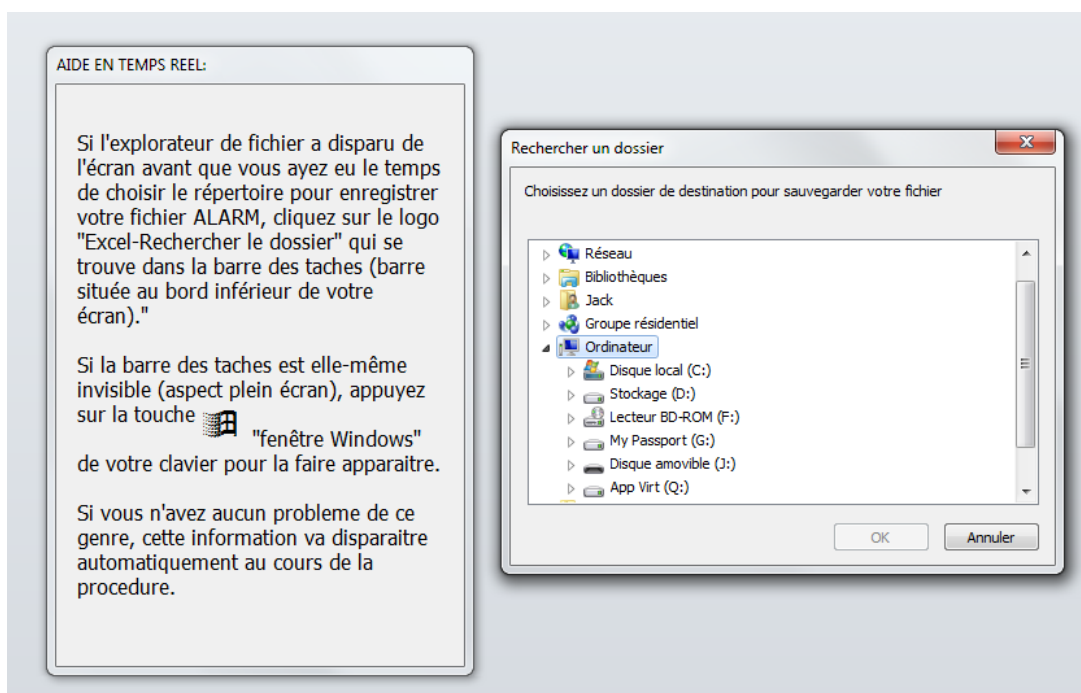 AIDE EN TEMPS REEL:
Si l'explorateur de fichier a disparu de
l'écran avant que vous ayez eu le temps
de choisir le répertoire pour enregistrer
votre fichier ALARM, cliquez sur le logo
"Excel-Rechercher le dossier" qui se
trouve dans la barre des taches (barre
située au bord inférieur de votre
écran)."
Si la barre des taches est elle-même
invisible (aspect plein écran), appuyez
sur la touche
"fenêtre Windows"
de votre clavier pour la faire apparaitre.
Si vous n'avez aucun probleme de ce
genre, cette information va disparaitre
automatiquement au cours de la
procedure.
Rechercher un dossier
Choisissez un dossier de destination pour sauvegarder votre fichier
Réseau
Bibliothèques
Jack
Groupe résidentiel
Ordinateur
Disque local (C:)
Stockage (D:)
Lecteur BD-ROM (F:)
My Passport (G:)
Disque amovible (J:)
App Virt (Q:)
OK
Annuler